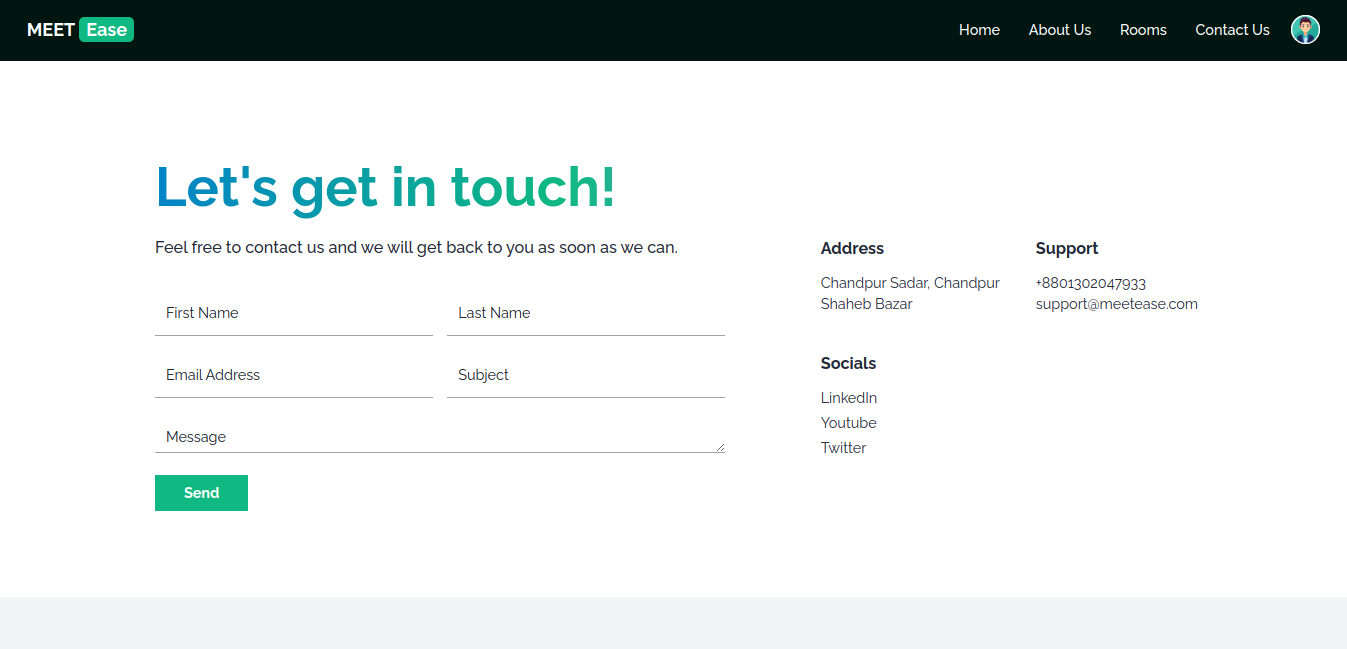 MEET Ease
Home
About Us
Rooms
Contact Us
Let's get in touch!
Feel free to contact us and we will get back to you as soon as we can.
First Name
Last Name
Email Address
Subject
Message
Send
Address
Chandpur Sadar, Chandpur
Shaheb Bazar
Support
+8801302047933
support@meetease.com
Socials
LinkedIn
Youtube
Twitter